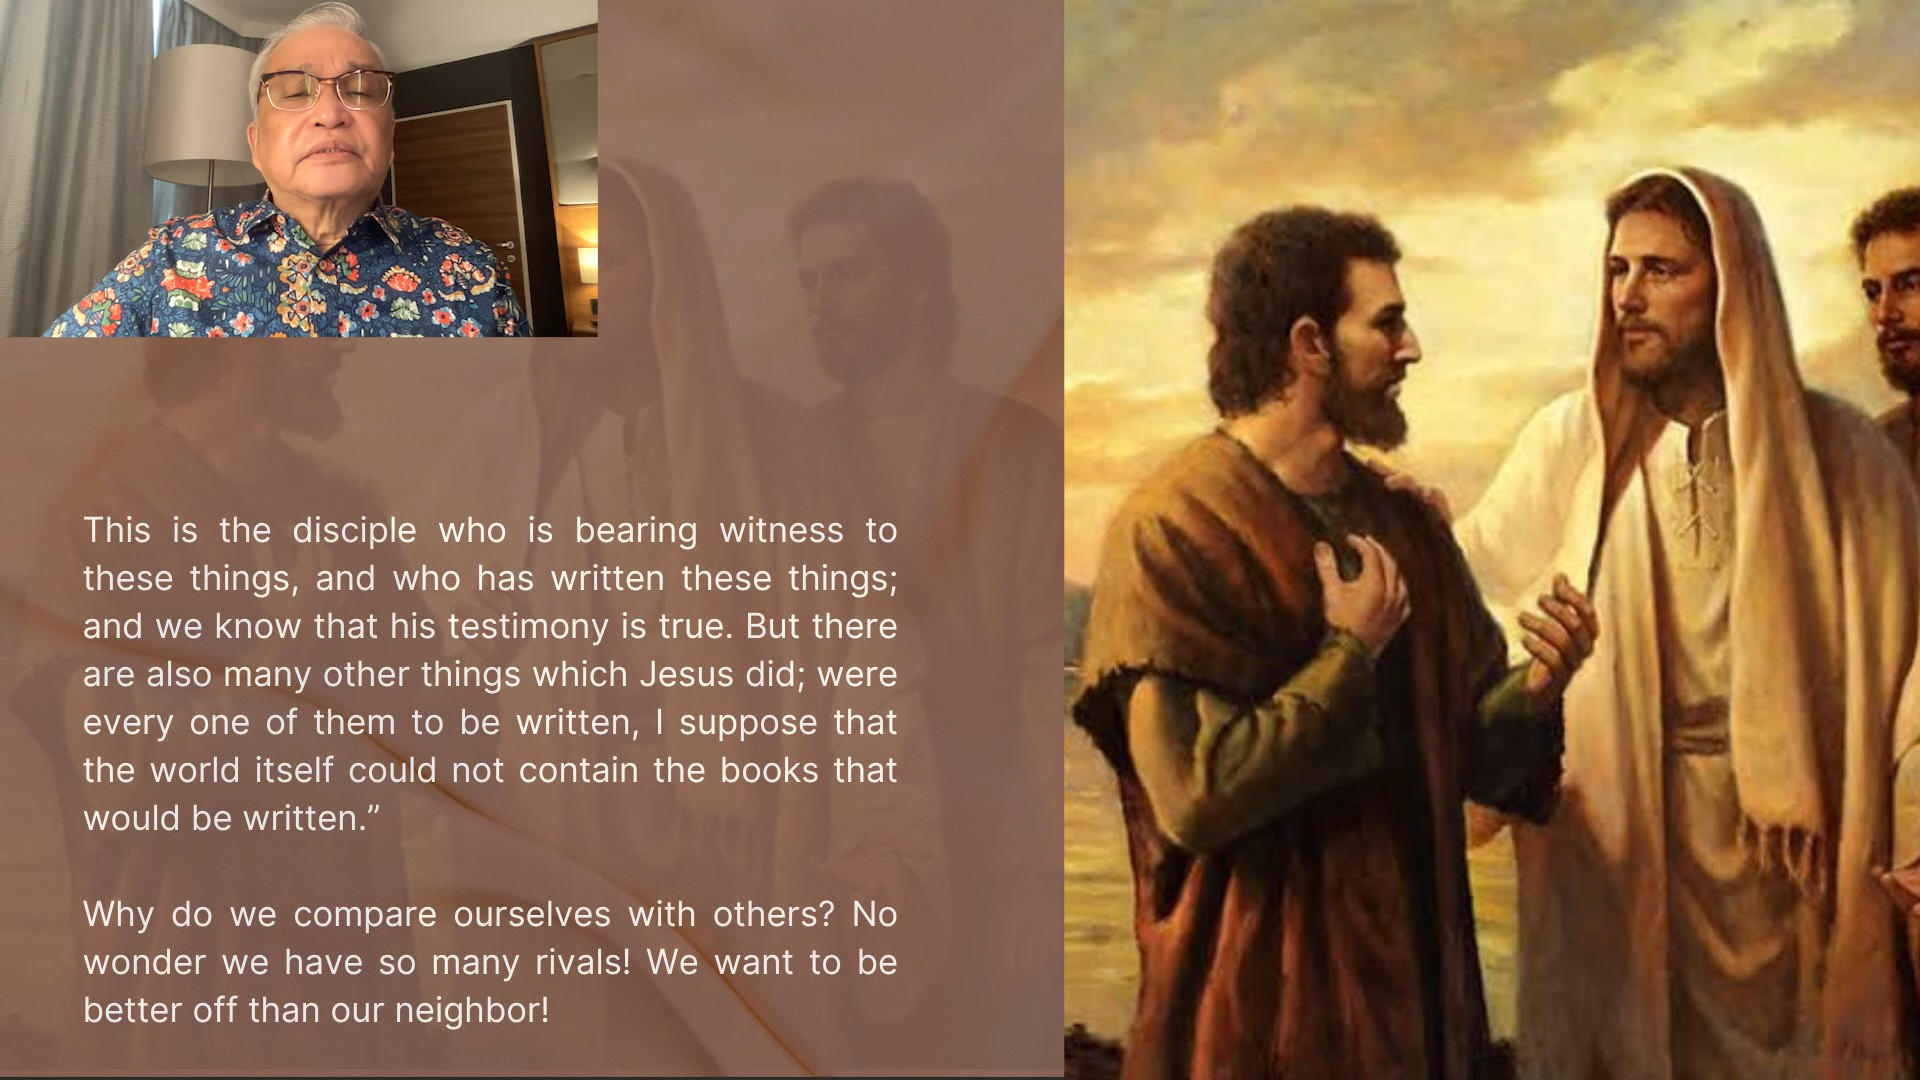 This is the disciple who is bearing witness to
these things, and who has written these things;
and we know that his testimony is true. But there
are also many other things which Jesus did; were
every one of them to be written, I suppose that
the world itself could not contain the books that
would be written.”
Why do we compare ourselves with others? No
wonder we have so many rivals! We want to be
better off than our neighbor!